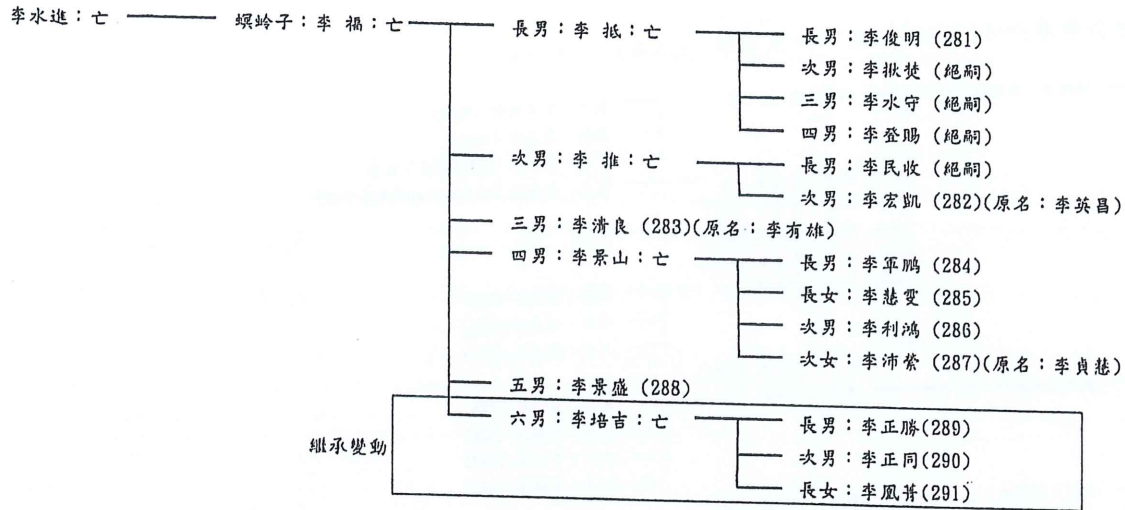 李水進：亡
螟蛉子：李 福：亡
長男：李 抵：亡
長男：李俊明 (281)
次男：李揪焚 (絕嗣)
三男：李水守 (絕嗣)
四男：李登賜 (絕嗣)
次男：李 推：亡
長男：李民收 (絕嗣)
次男：李宏凱 (282)(原名：李英昌)
三男：李清良 (283)(原名：李有雄)
四男：李景山：亡
長男：李軍鵬 (284)
長女：李慈雯 (285)
次男：李利鴻 (286)
次女：李沛縈 (287)(原名：李貞慈)
五男：李景盛 (288)
繼承變動
六男：李培吉：亡
長男：李正勝(289)
次男：李正同(290)
長女：李凰(291)